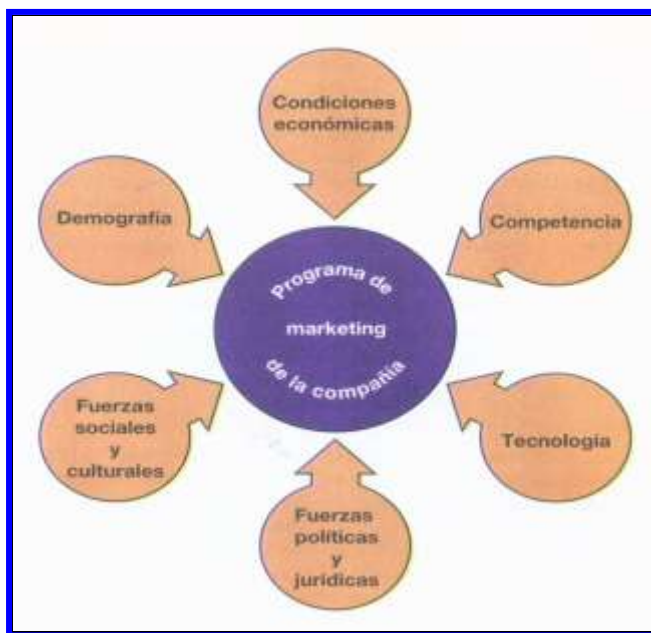 Condiciones
económicas
Demografía
Competencia
Programa de
marketing
de la compañía
Fuerzas
sociales
y
culturales
Tecnología
Fuerzas
políticas
y
jurídicas